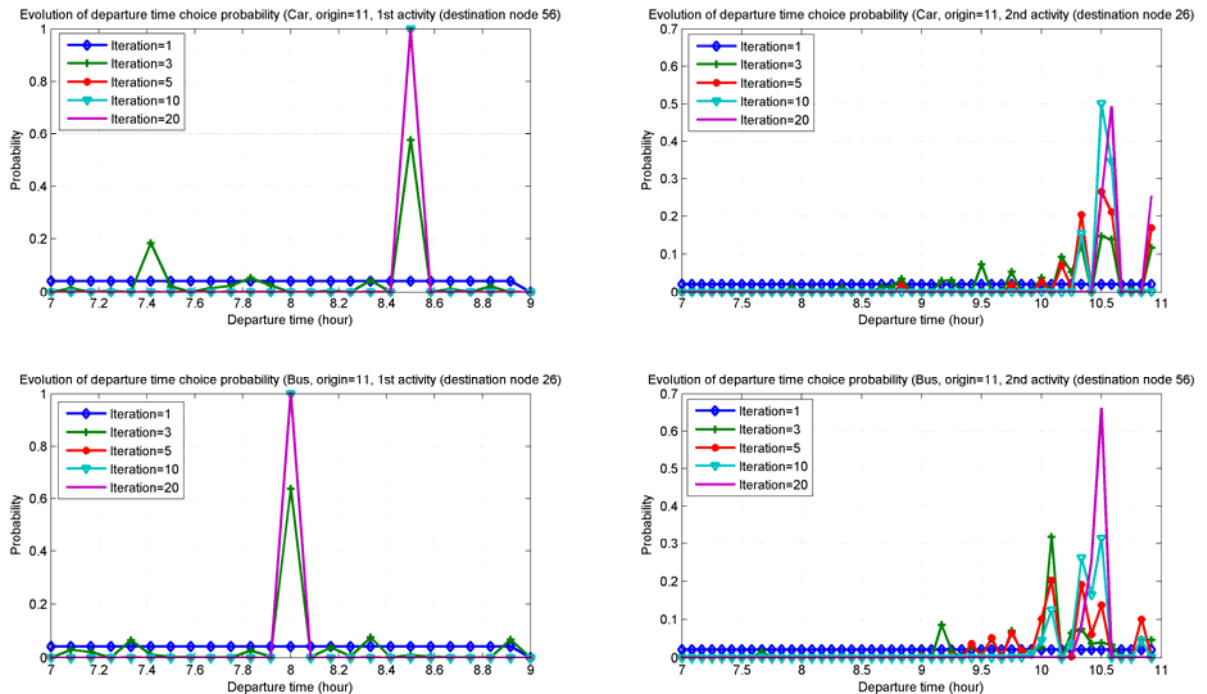 Evolution of departure time choice probability (Car, origin=11, 1st activity (destination node 56)
1
0.8
0.6
0.4
0.2
0
Probability
Iteration=1
Iteration=3
Iteration=5
Iteration=10
Iteration=20
7 7.2 7.4 7.6 7.8 8 8.2 8.4 8.6 8.8 9
Departure time (hour)
Evolution of departure time choice probability (Car, origin=11, 2nd activity (destination node 26)
0.7
0.6
0.5
0.4
0.3
0.2
0.1
0
Probability
Iteration=1
Iteration=3
Iteration=5
Iteration=10
Iteration=20
7 7.5 8 8.5 9 9.5 10 10.5 11
Departure time (hour)
Evolution of departure time choice probability (Bus, origin=11, 1st activity (destination node 26)
1
0.8
0.6
0.4
0.2
0
Probability
Iteration=1
Iteration=3
Iteration=5
Iteration=10
Iteration=20
7 7.2 7.4 7.6 7.8 8 8.2 8.4 8.6 8.8 9
Departure time (hour)
Evolution of departure time choice probability (Bus, origin=11, 2nd activity (destination node 56)
0.7
0.6
0.5
0.4
0.3
0.2
0.1
0
Probability
Iteration=1
Iteration=3
Iteration=5
Iteration=10
Iteration=20
7 7.5 8 8.5 9 9.5 10 10.5 11
Departure time (hour)